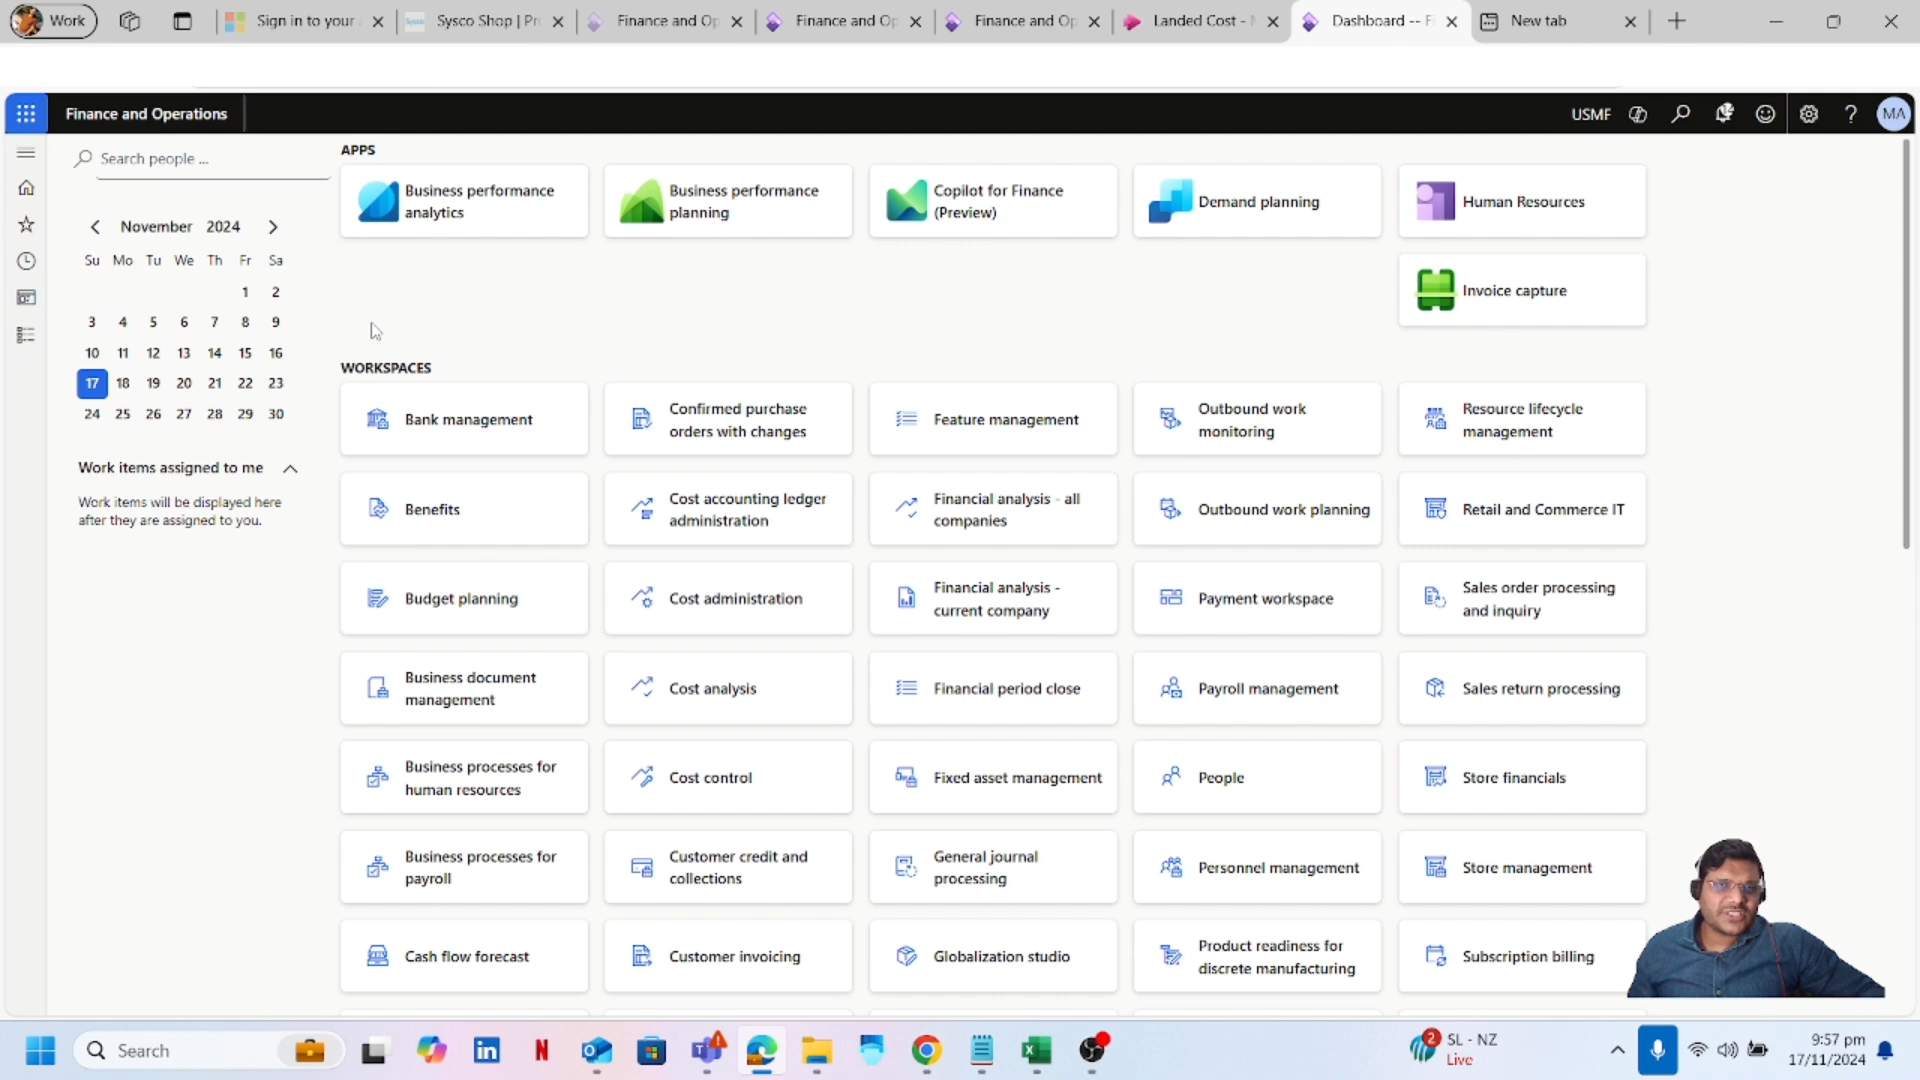 Work
Sign in to your
Sysco Shop | Pr
Finance and Op
Finance and Op
Finance and Op
Landed Cost - M
Dashboard -- Fi
New tab
Finance and Operations
USMF
MA
Search people ...
November 2024
Su Mo Tu We Th Fr Sa
1 2
3 4 5 6 7 8 9
10 11 12 13 14 15 16
17 18 19 20 21 22 23
24 25 26 27 28 29 30
Work items assigned to me
Work items will be displayed here
after they are assigned to you.
APPS
Business performance
analytics
Business performance
planning
Copilot for Finance
(Preview)
Demand planning
Human Resources
Invoice capture
WORKSPACES
Bank management
Confirmed purchase
orders with changes
Feature management
Outbound work
monitoring
Resource lifecycle
management
Benefits
Cost accounting ledger
administration
Financial analysis - all
companies
Outbound work planning
Retail and Commerce IT
Budget planning
Cost administration
Financial analysis -
current company
Payment workspace
Sales order processing
and inquiry
Business document
management
Cost analysis
Financial period close
Payroll management
Sales return processing
Business processes for
human resources
Cost control
Fixed asset management
People
Store financials
Business processes for
payroll
Customer credit and
collections
General journal
processing
Personnel management
Store management
Cash flow forecast
Customer invoicing
Globalization studio
Product readiness for
discrete manufacturing
Subscription billing
Search
2
SL - NZ
Live
9:57 pm
17/11/2024